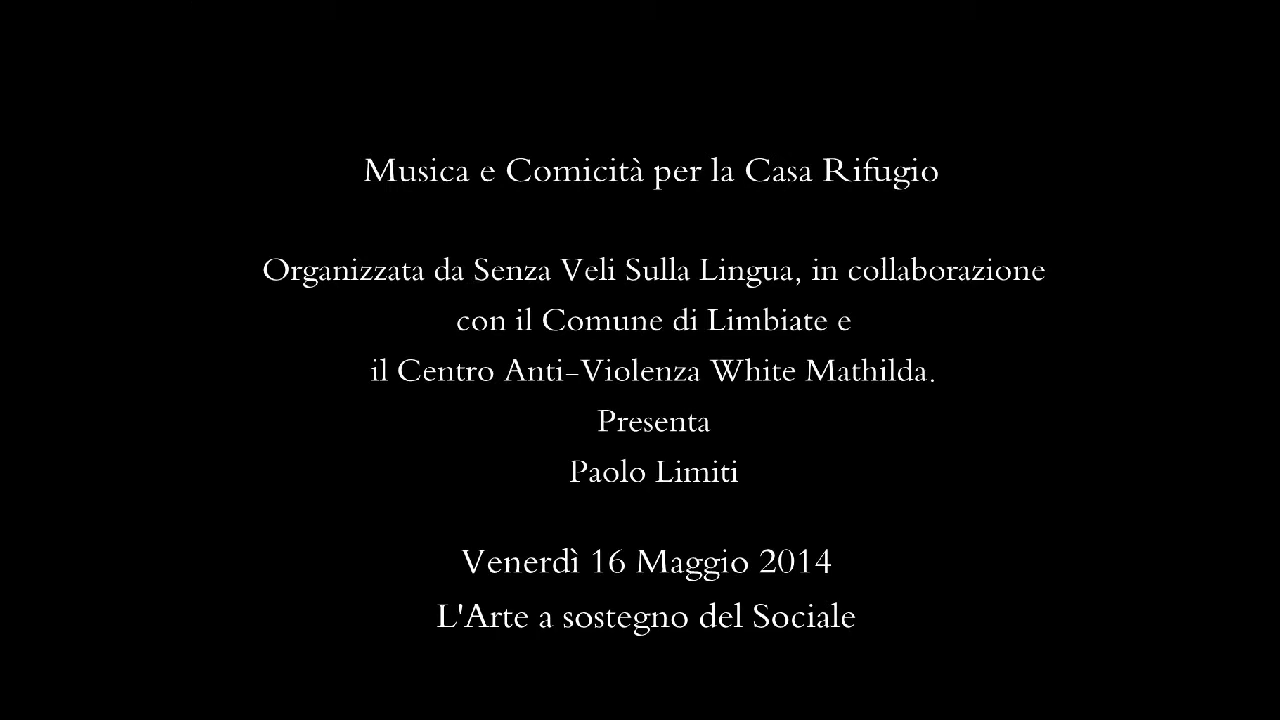 Musica e Comicità per la Casa Rifugio
Organizzata da Senza Veli Sulla Lingua, in collaborazione
con il Comune di Limbiate e
il Centro Anti-Violenza White Mathilda.
Presenta
Paolo Limiti
Venerdì 16 Maggio 2014
L'Arte a sostegno del Sociale